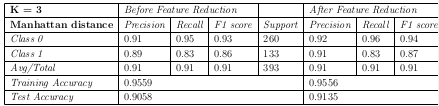 K = 3 Before Feature Reduction After Feature Reduction
Manhattan distance Precision Recall F1 score Support Precision Recall F1 score
Class 0 0.91 0.95 0.93 260 0.92 0.96 0.94
Class 1 0.89 0.83 0.86 133 0.91 0.83 0.87
Avg/Total 0.91 0.91 0.91 393 0.91 0.91 0.91
Training Accuracy 0.9559 0.9556
Test Accuracy 0.9058 0.9135